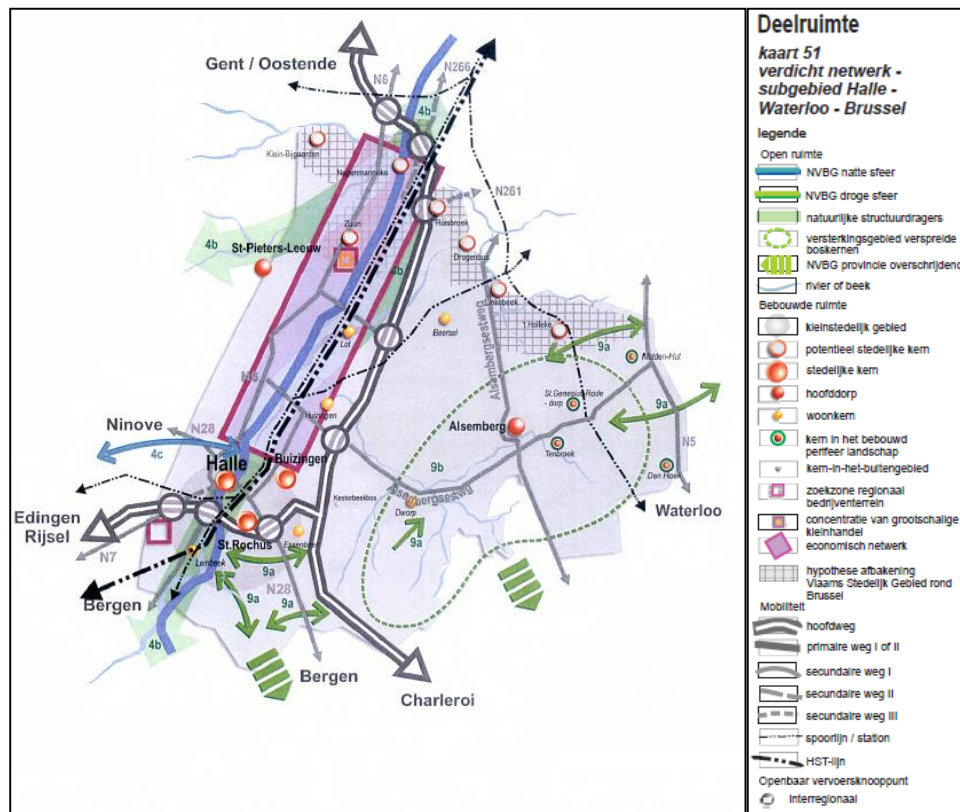 Gent / Oostende
N6
N266
4b
Klein-Bijgaarden
Negenmanneke
N261
Zuun
Ruisbroek
4b
St-Pieters-Leeuw
Drogenbos
4b
Linkebeek
Alsembergsestweg
Lot
Beersel
't Holleke
9a
Midden-Hut
N6
9a
St.Genesius-Rode
-dorp
Huizingen
Ninove
N28
Alsemberg
N5
4c
Halle
Buizingen
Tenbroek
9b
Den Hoek
Kesterbeekbos
Alsembergsestwg
Dworp
Waterloo
Edingen
Rijsel
St.Rochus
Essenbeek
9a
N7
Lembeek
9a
Bergen
9a
9a
N28
4b
Bergen
Charleroi
Deelruimte
kaart 51
verdicht netwerk -
subgebied Halle -
Waterloo - Brussel
legende
Open ruimte
NVBG natte sfeer
NVBG droge sfeer
natuurlijke structuurdragers
versterkingsgebied verspreide
boskernen
NVBG provincie overschrijdend
rivier of beek
Bebouwde ruimte
kleinstedelijk gebied
potentieel stedelijke kern
stedelijke kern
hoofddorp
woonkern
kern in het bebouwd
perifeer landschap
kern-in-het-buitengebied
zoekzone regionaal
bedrijventerrein
concentratie van grootschalige
kleinhandel
economisch netwerk
hypothese afbakening
Vlaams Stedelijk Gebied rond
Brussel
Mobiliteit
hoofdweg
primaire weg I of II
secundaire weg I
secundaire weg II
secundaire weg III
spoorlijn / station
HST-lijn
Openbaar vervoersknooppunt
Interregionaal